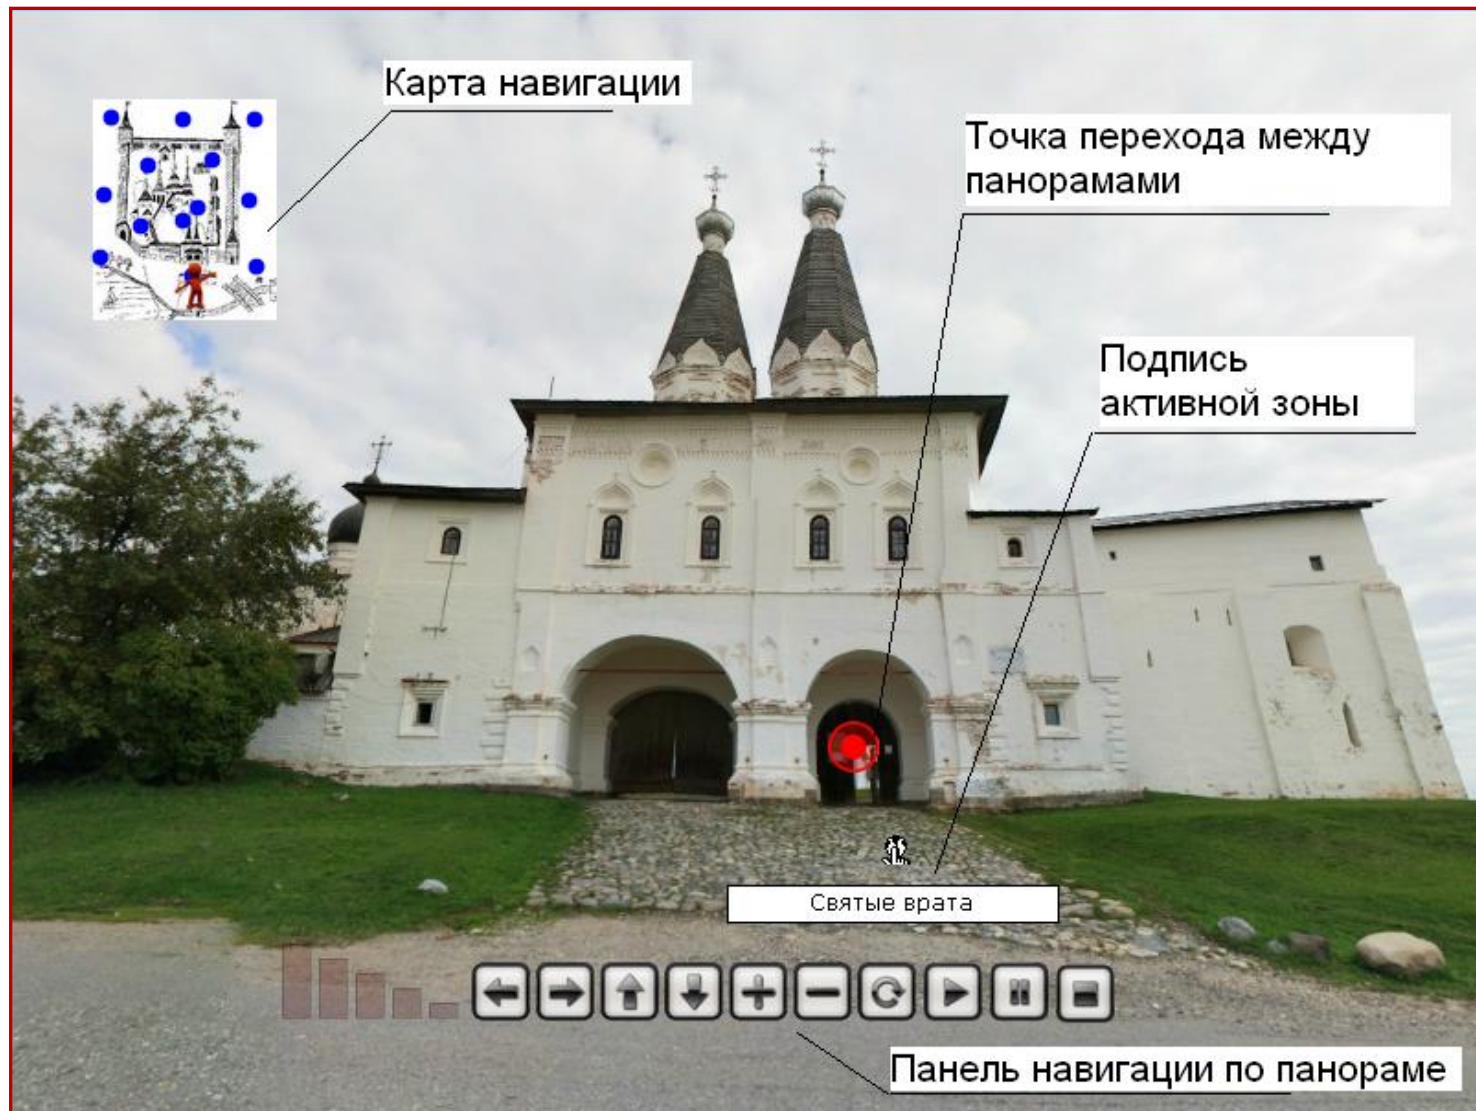 Карта навигации
Точка перехода между
панорамами
Подпись
активной зоны
Святые врата
Панель навигации по панораме